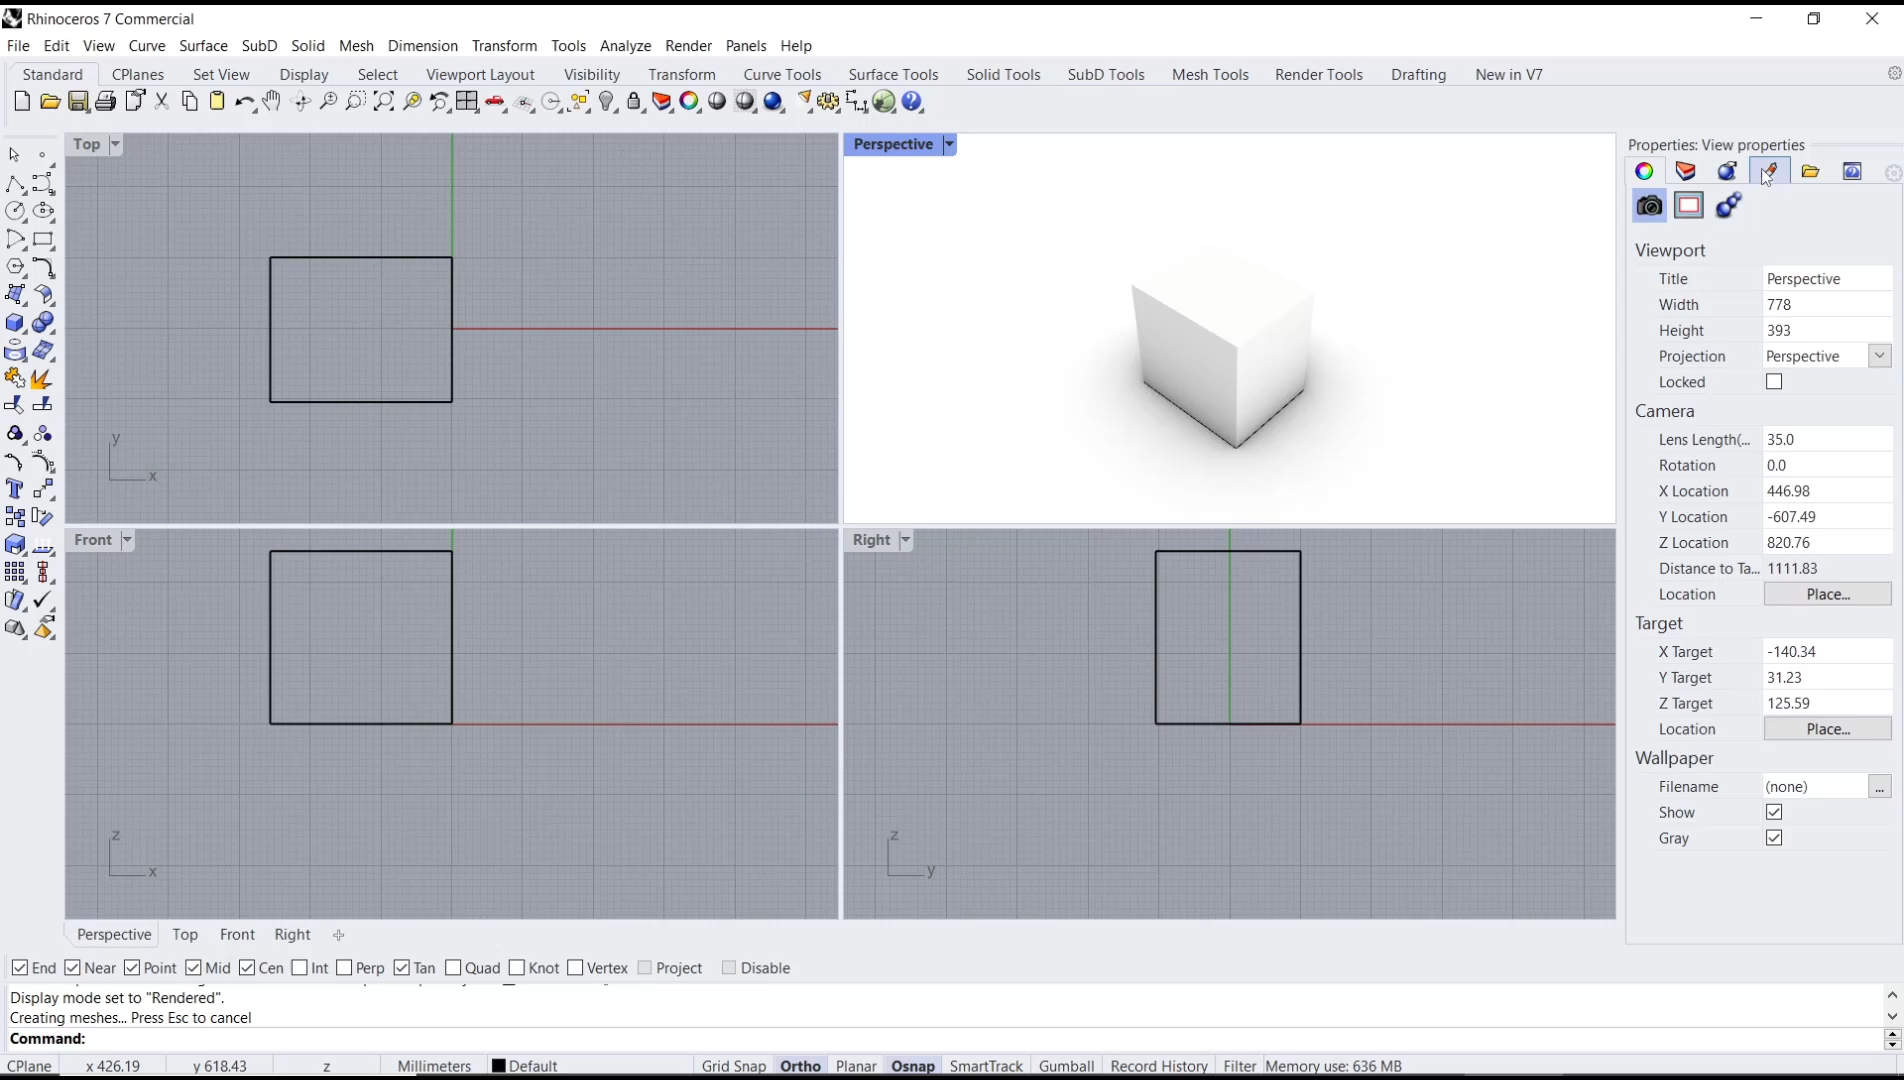 Rhinoceros 7 Commercial
File Edit View Curve Surface SubD Solid Mesh Dimension Transform Tools Analyze Render Panels Help
Standard CPlanes Set View Display Select Viewport Layout Visibility Transform Curve Tools Surface Tools Solid Tools SubD Tools Mesh Tools Render Tools Drafting New in V7
Top
y
x
Perspective
Front
z
x
Right
z
y
Properties: View properties
Viewport
Title Perspective
Width 778
Height 393
Projection Perspective
Locked
Camera
Lens Length(... 35.0
Rotation 0.0
X Location 446.98
Y Location -607.49
Z Location 820.76
Distance to Ta... 1111.83
Location Place...
Target
X Target -140.34
Y Target 31.23
Z Target 125.59
Location Place...
Wallpaper
Filename (none) ...
Show
Gray
Perspective Top Front Right
End Near Point Mid Cen Int Perp Tan Quad Knot Vertex Project Disable
Display mode set to "Rendered".
Creating meshes... Press Esc to cancel
Command:
CPlane x 426.19 y 618.43 z Millimeters Default Grid Snap Ortho Planar Osnap SmartTrack Gumball Record History Filter Memory use: 636 MB